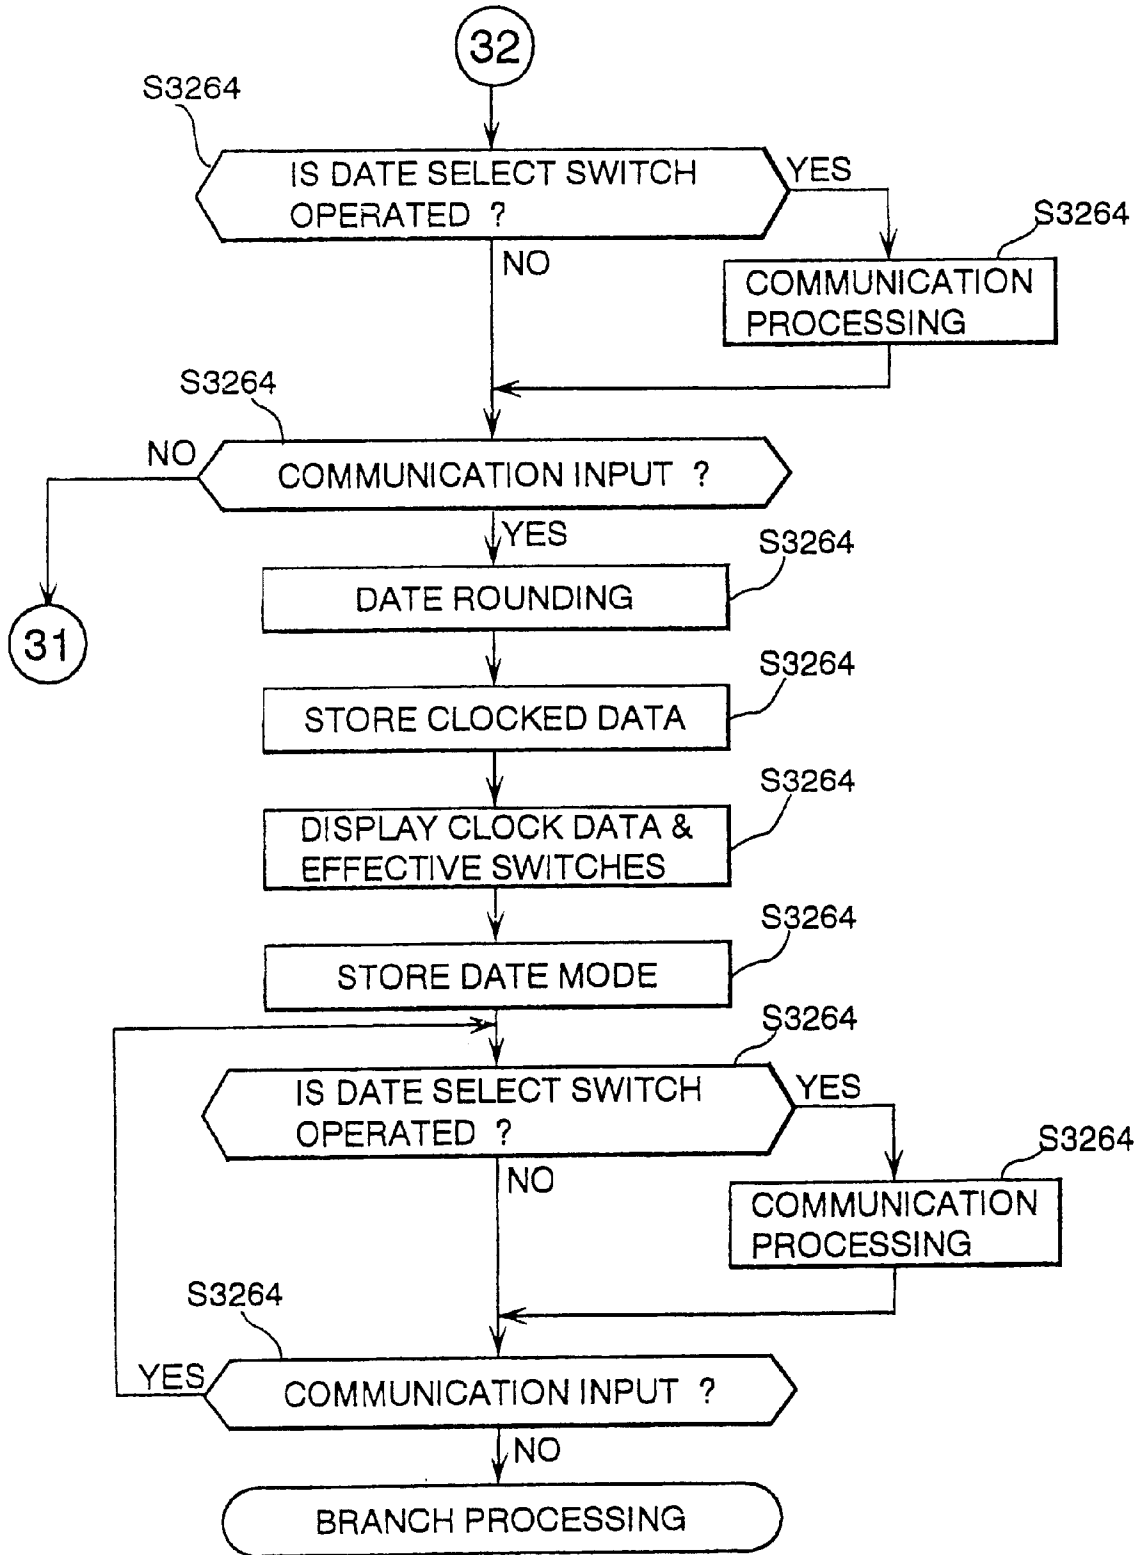 32
S3264
IS DATE SELECT SWITCH
OPERATED ?
YES
S3264
NO
COMMUNICATION
PROCESSING
S3264
NO
COMMUNICATION INPUT ?
YES
S3264
DATE ROUNDING
31
S3264
STORE CLOCKED DATA
S3264
DISPLAY CLOCK DATA &
EFFECTIVE SWITCHES
S3264
STORE DATE MODE
S3264
IS DATE SELECT SWITCH
OPERATED ?
YES
S3264
NO
COMMUNICATION
PROCESSING
S3264
YES
COMMUNICATION INPUT ?
NO
BRANCH PROCESSING